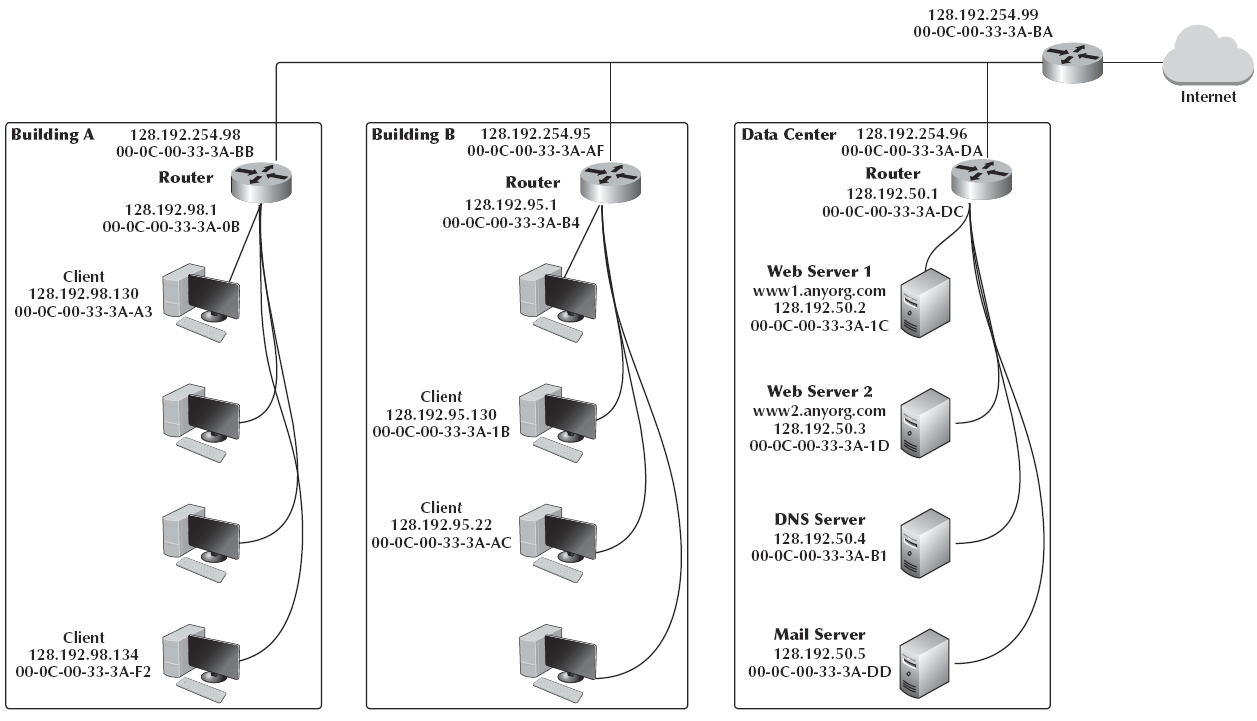 128.192.254.99
00-0C-00-33-3A-BA
Internet
Building A
128.192.254.98
00-0C-00-33-3A-BB
Router
128.192.98.1
00-0C-00-33-3A-0B
Client
128.192.98.130
00-0C-00-33-3A-A3
Client
128.192.98.134
00-0C-00-33-3A-F2
Building B
128.192.254.95
00-0C-00-33-3A-AF
Router
128.192.95.1
00-0C-00-33-3A-B4
Client
128.192.95.130
00-0C-00-33-3A-1B
Client
128.192.95.22
00-0C-00-33-3A-AC
Data Center
128.192.254.96
00-0C-00-33-3A-DA
Router
128.192.50.1
00-0C-00-33-3A-DC
Web Server 1
www1.anyorg.com
128.192.50.2
00-0C-00-33-3A-1C
Web Server 2
www2.anyorg.com
128.192.50.3
00-0C-00-33-3A-1D
DNS Server
128.192.50.4
00-0C-00-33-3A-B1
Mail Server
128.192.50.5
00-0C-00-33-3A-DD